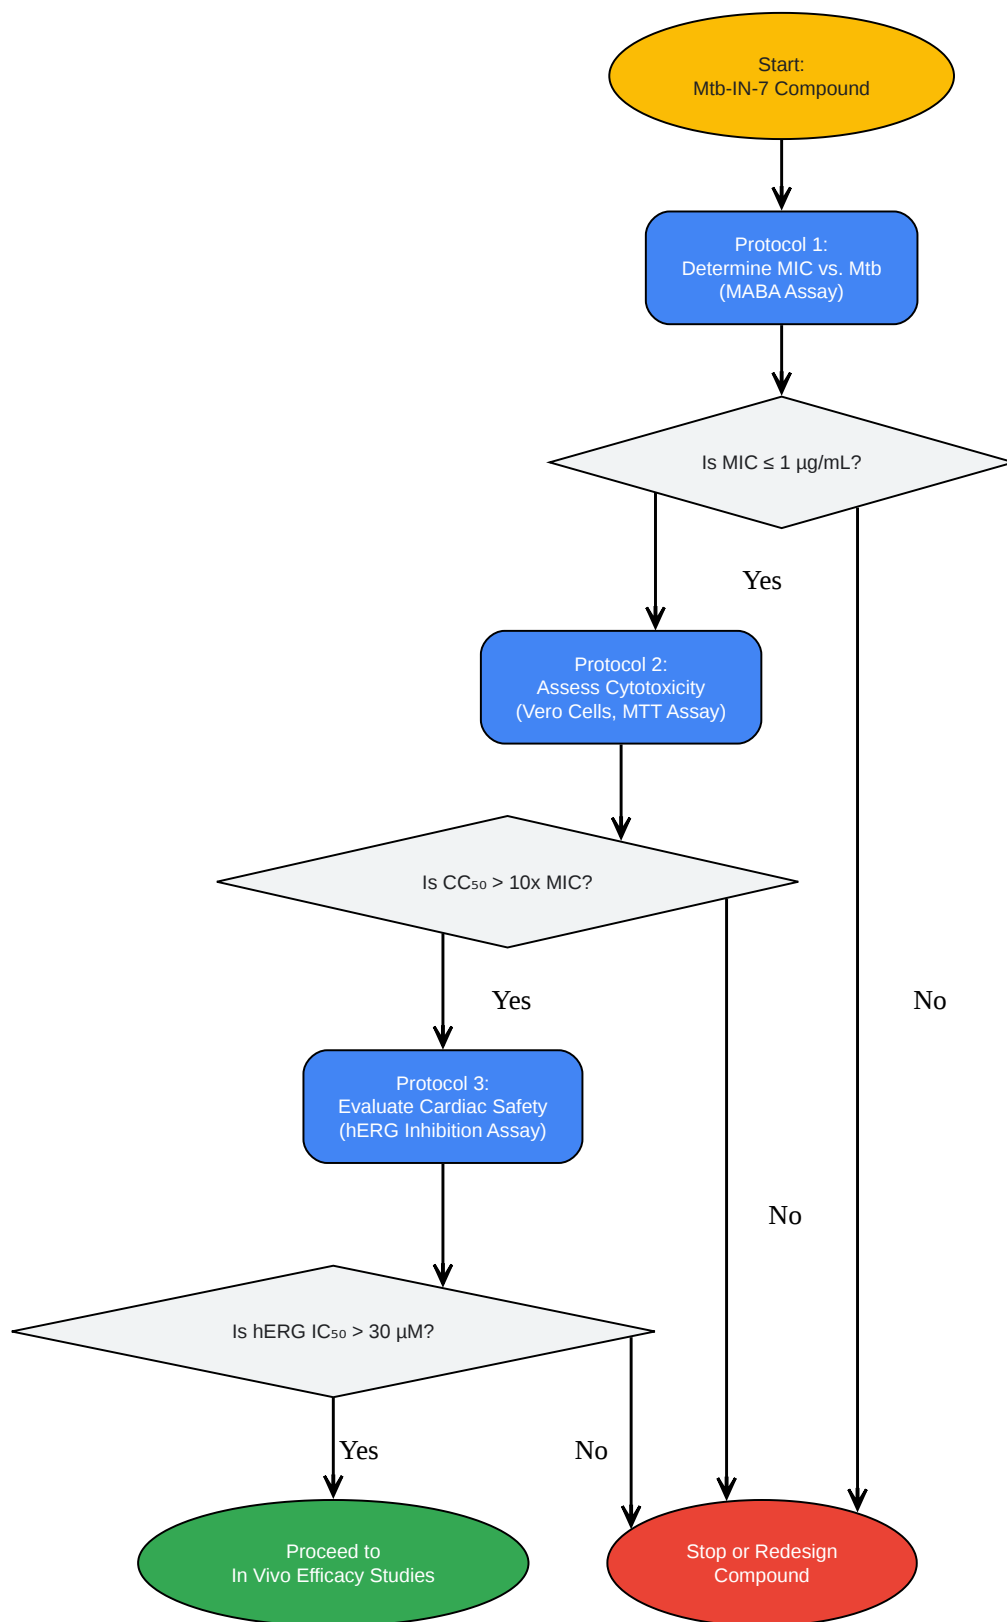 Start:
Mtb-IN-7 Compound
Protocol 1:
Determine MIC vs. Mtb
(MABA Assay)
Is MIC ≤ 1 µg/mL?
Yes
Protocol 2:
Assess Cytotoxicity
(Vero Cells, MTT Assay)
Is CC₅₀ > 10x MIC?
Yes
No
Protocol 3:
Evaluate Cardiac Safety
(hERG Inhibition Assay)
No
Is hERG IC₅₀ > 30 µM?
Yes
No
Proceed to
In Vivo Efficacy Studies
Stop or Redesign
Compound